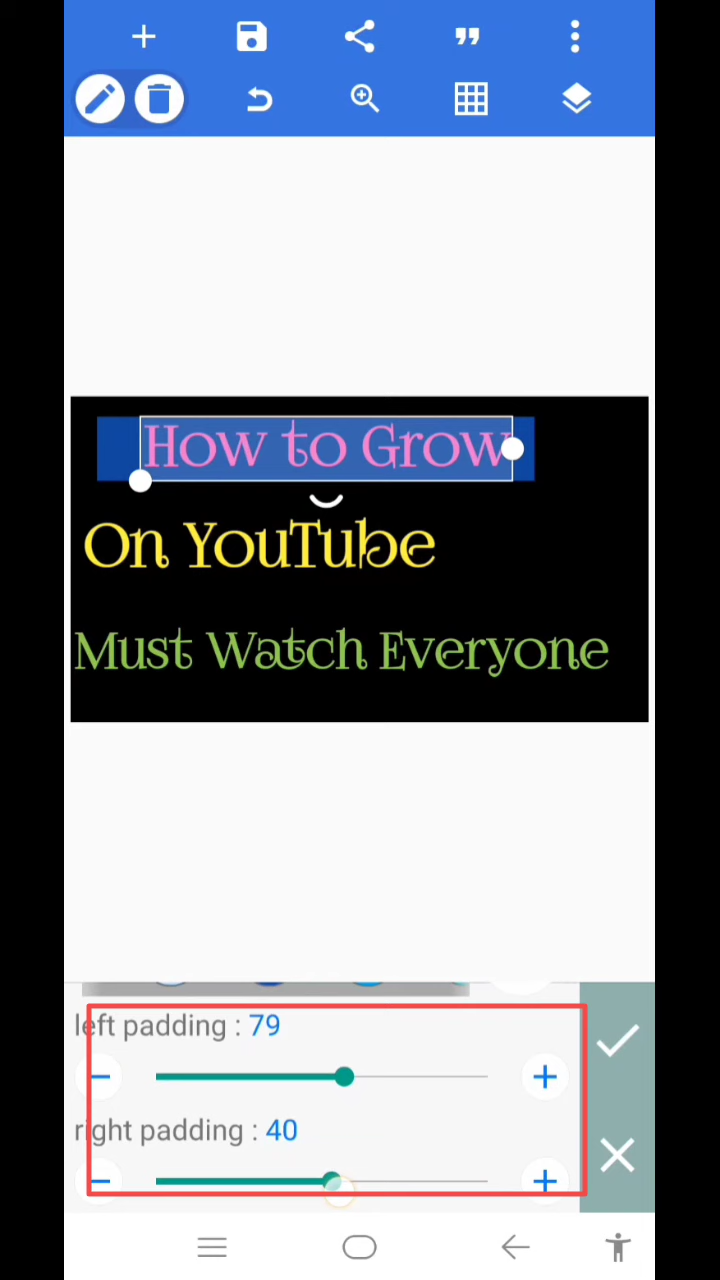 How to Grow
On YouTube
Must Watch Everyone
left padding : 79
right padding : 40